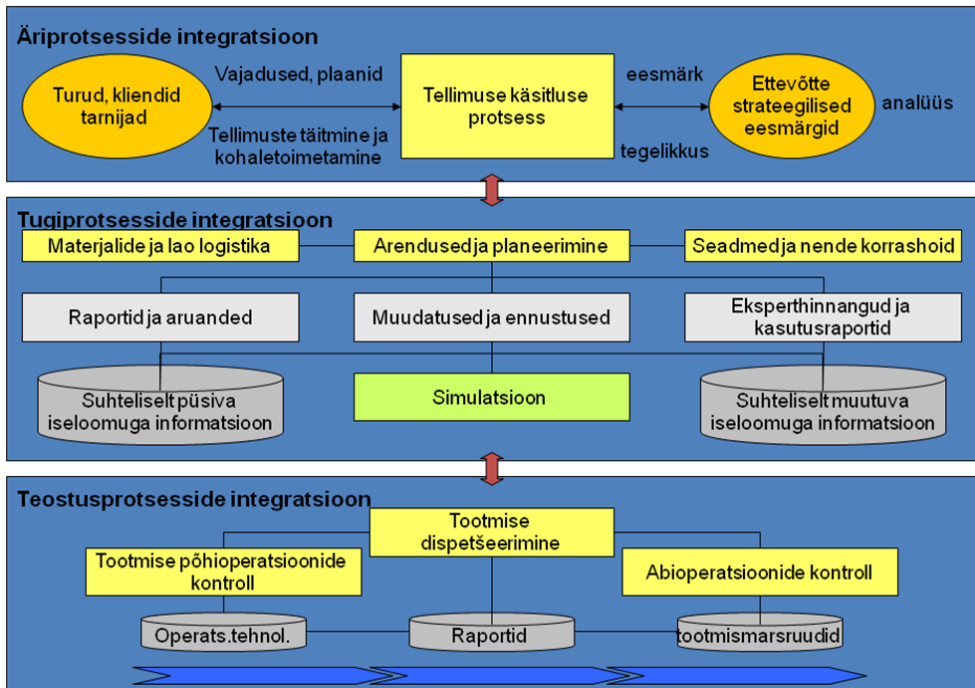 Äriprotsesside integratsioon
Turud, kliendid
tarnijad
Vajadused, plaanid
Tellimuste täitmine ja
kohaletoimetamine
Tellimuse käsitluse
protsess
eesmärk
tegelikkus
Ettevõtte
strateegilised
eesmärgid
analüüs
Tugiprotsesside integratsioon
Materjalide ja lao logistika
Arendused ja planeerimine
Seadmed ja nende korrashoid
Raportid ja aruanded
Muudatused ja ennustused
Eksperthinnangud ja
kasutusraportid
Suhteliselt püsiva
iseloomuga informatsioon
Simulatsioon
Suhteliselt muutuva
iseloomuga informatsioon
Teostusprotsesside integratsioon
Tootmise
dispetšeerimine
Tootmise põhioperatsioonide
kontroll
Abioperatsioonide kontroll
Operats.tehnol.
Raportid
tootmismarsruudid